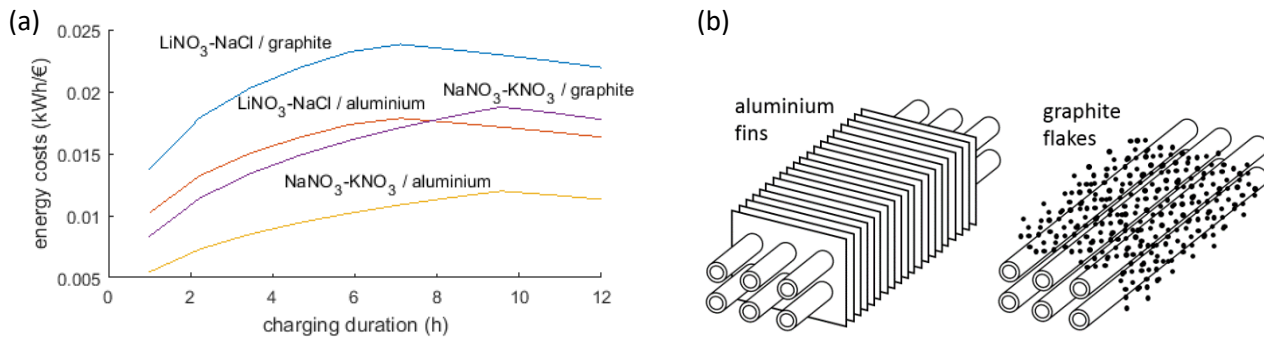 (a)
energy costs (kWh/€)
0.025
0.02
0.015
0.01
0.005
LiNO3-NaCl / graphite
NaNO3-KNO3 / graphite
LiNO3-NaCl / aluminium
NaNO3-KNO3 / aluminium
0 2 4 6 8 10 12
charging duration (h)
(b)
aluminium
fins
graphite
flakes